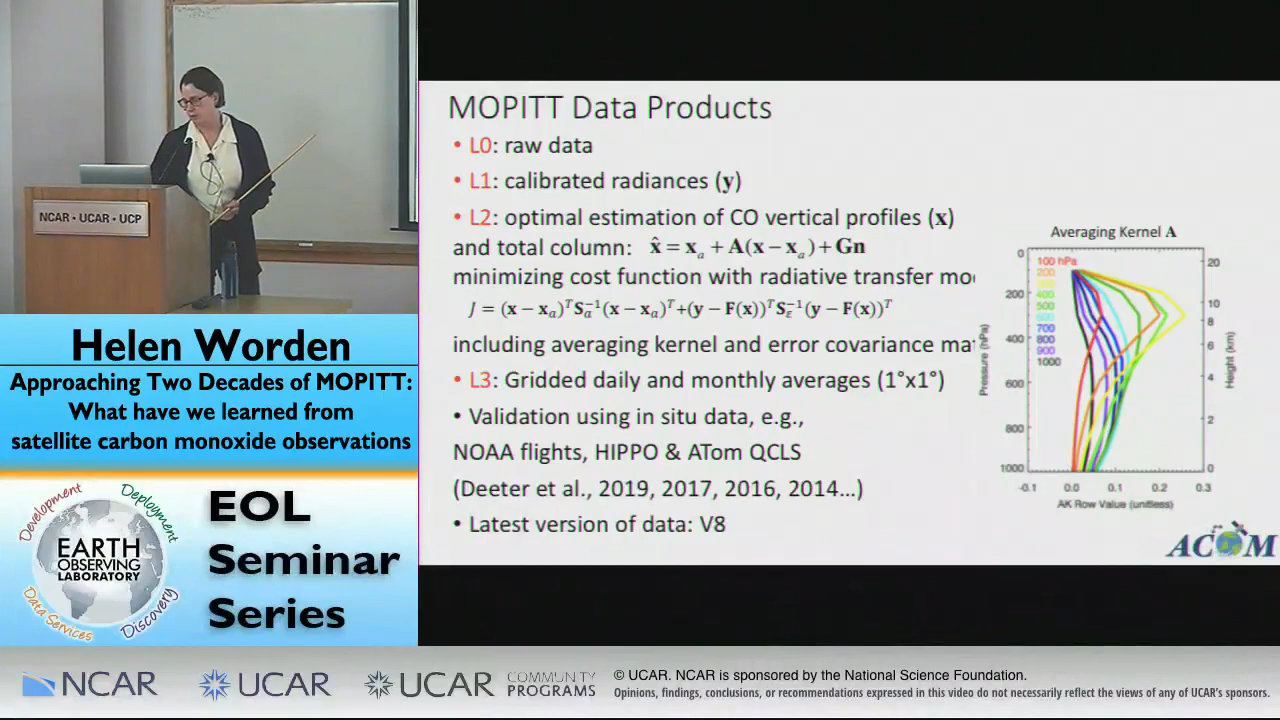 NCAR • UCAR • UCP
Helen Worden
Approaching Two Decades of MOPITT:
What have we learned from
satellite carbon monoxide observations
Development
Deployment
EARTH
OBSERVING
LABORATORY
Data Services
Discovery
EOL
Seminar
Series
MOPITT Data Products
• L0: raw data
• L1: calibrated radiances (y)
• L2: optimal estimation of CO vertical profiles (x)
and total column: x̂ = xₐ + A(x − xₐ) + Gn
minimizing cost function with radiative transfer mo
J = (x − xₐ)ᵀSₐ⁻¹(x − xₐ)ᵀ+(y − F(x))ᵀSε⁻¹(y − F(x))ᵀ
including averaging kernel and error covariance mat
• L3: Gridded daily and monthly averages (1°x1°)
• Validation using in situ data, e.g.,
NOAA flights, HIPPO & ATom QCLS
(Deeter et al., 2019, 2017, 2016, 2014…)
• Latest version of data: V8
Averaging Kernel A
100 hPa
200
400
600
700
800
900
1000
0
200
400
600
800
1000
Pressure (hPa)
20
10
8
6
4
2
0
Height (km)
-0.1 0.0 0.1 0.2 0.3
AK Row Value (unitless)
ACOM
NCAR
UCAR
UCAR
COMMUNITY
PROGRAMS
© UCAR. NCAR is sponsored by the National Science Foundation.
Opinions, findings, conclusions, or recommendations expressed in this video do not necessarily reflect the views of any of UCAR's sponsors.